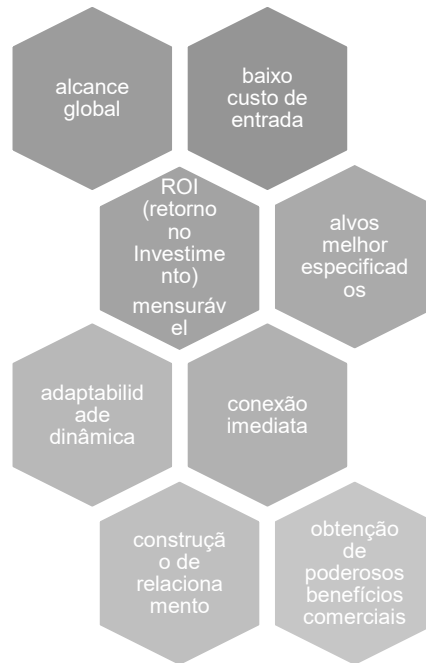 alcance
global
baixo
custo de
entrada
ROI
(retorno
no
Investime
nto)
mensuráv
el
alvos
melhor
especificad
os
adaptabilid
ade
dinâmica
conexão
imediata
construçã
o de
relaciona
mento
obtenção
de
poderosos
benefícios
comerciais